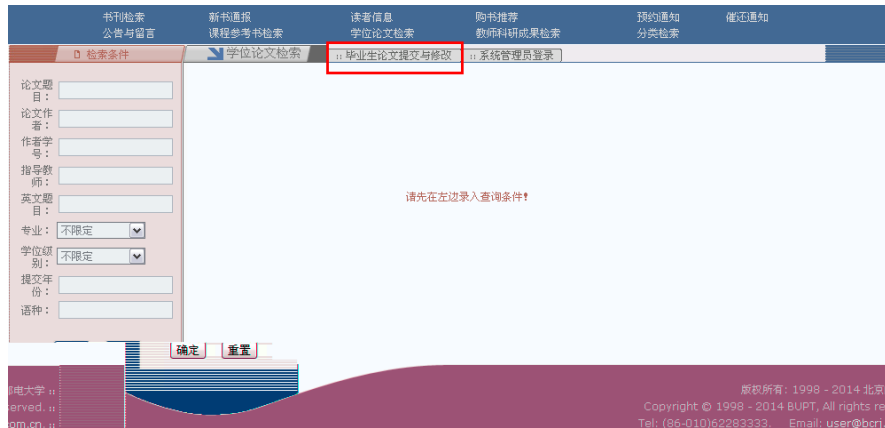 书刊检索 新书通报 读者信息 购书推荐 预约通知 催还通知
公告与留言 课程参考书检索 学位论文检索 教师科研成果检索 分类检索
检索条件 学位论文检索 :: 毕业生论文提交与修改 :: 系统管理员登录
论文题
目：
论文作
者：
作者学
号：
指导教
师：
请先在左边录入查询条件!
英文题
目：
专业： 不限定
学位级
别： 不限定
提交年
份：
语种：
确定 重置
邮电大学 :: 版权所有: 1998 - 2014 北京
served. :: Copyright © 1998 - 2014 BUPT, All rights re
om.cn. :: Tel: (86-010)62283333. Email: user@bcrj